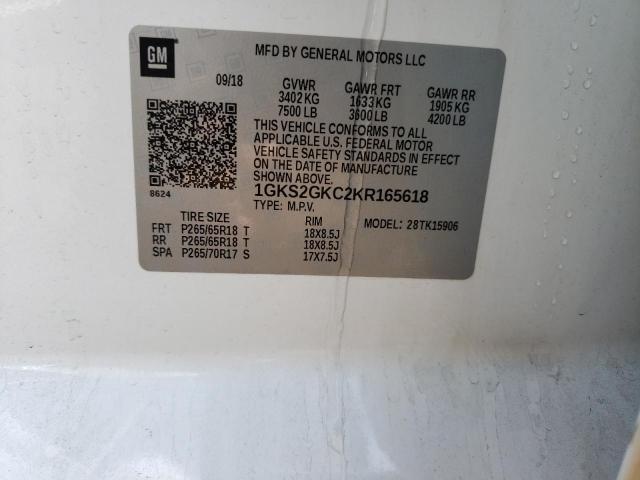 GM
MFD BY GENERAL MOTORS LLC
09/18 GVWR GAWR FRT GAWR RR
3402 KG 1633 KG 1905 KG
7500 LB 3600 LB 4200 LB
THIS VEHICLE CONFORMS TO ALL
APPLICABLE U.S. FEDERAL MOTOR
VEHICLE SAFETY STANDARDS IN EFFECT
ON THE DATE OF MANUFACTURE
SHOWN ABOVE.
8624 1GKS2GKC2KR165618
TYPE: M.P.V. MODEL: 28TK15906
TIRE SIZE RIM
FRT P265/65R18 T 18X8.5J
RR P265/65R18 T 18X8.5J
SPA P265/70R17 S 17X7.5J